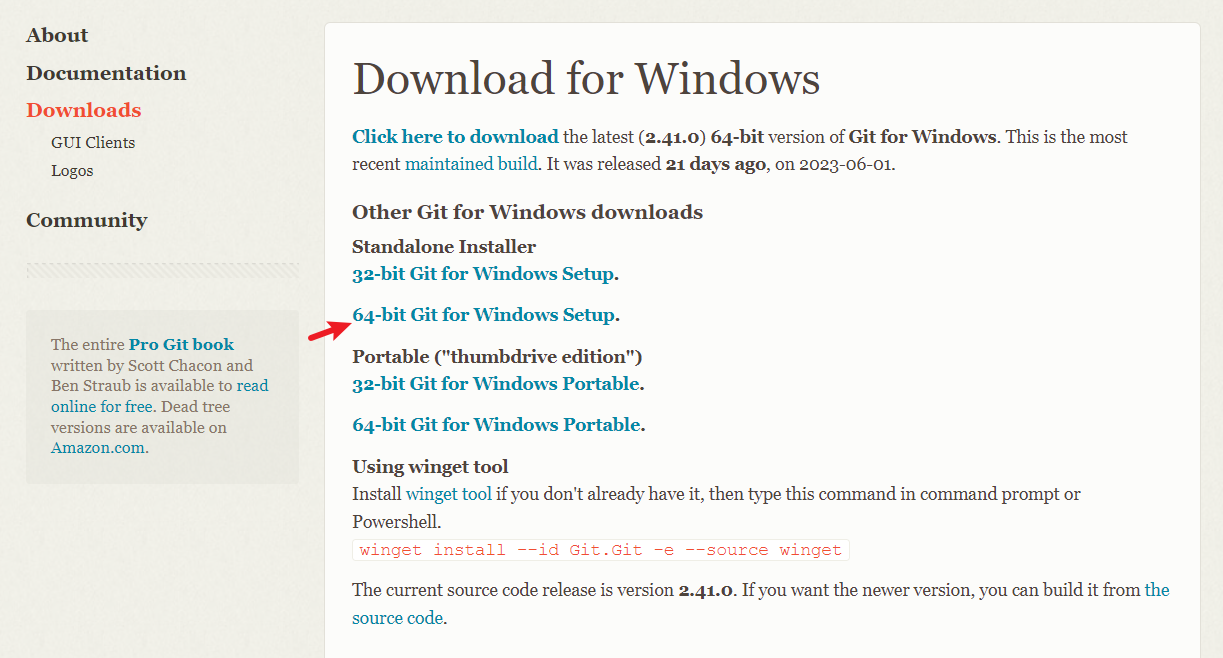 About
Documentation
Downloads
GUI Clients
Logos
Community
The entire Pro Git book
written by Scott Chacon and
Ben Straub is available to read
online for free. Dead tree
versions are available on
Amazon.com.
Download for Windows
Click here to download the latest (2.41.0) 64-bit version of Git for Windows. This is the most
recent maintained build. It was released 21 days ago, on 2023-06-01.
Other Git for Windows downloads
Standalone Installer
32-bit Git for Windows Setup.
64-bit Git for Windows Setup.
Portable ("thumbdrive edition")
32-bit Git for Windows Portable.
64-bit Git for Windows Portable.
Using winget tool
Install winget tool if you don't already have it, then type this command in command prompt or
Powershell.
winget install --id Git.Git -e --source winget
The current source code release is version 2.41.0. If you want the newer version, you can build it from the
source code.